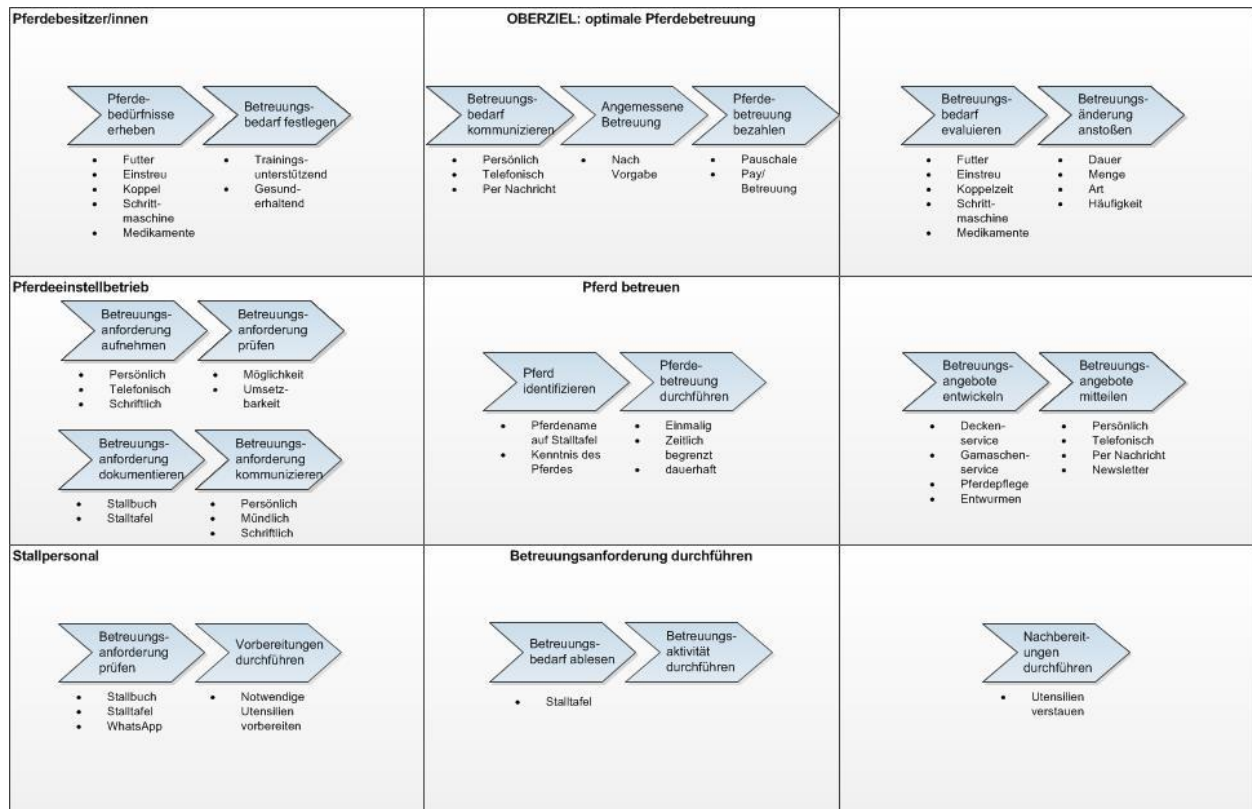 Pferdebesitzer/innen
Pferde-
bedürfnisse
erheben
Betreuungs-
bedarf festlegen
• Futter
• Einstreu
• Koppel
• Schritt-
maschine
• Medikamente
• Trainings-
unterstützend
• Gesund-
erhaltend
OBERZIEL: optimale Pferdebetreuung
Betreuungs-
bedarf
kommunizieren
Angemessene
Betreuung
Pferde-
betreuung
bezahlen
• Persönlich
• Telefonisch
• Per Nachricht
• Nach
Vorgabe
• Pauschale
• Pay/
Betreuung
Betreuungs-
bedarf
evaluieren
Betreuungs-
änderung
anstoßen
• Futter
• Einstreu
• Koppelzeit
• Schritt-
maschine
• Medikamente
• Dauer
• Menge
• Art
• Häufigkeit
Pferdeeinstellbetrieb
Betreuungs-
anforderung
aufnehmen
Betreuungs-
anforderung
prüfen
• Persönlich
• Telefonisch
• Schriftlich
• Möglichkeit
• Umsetz-
barkeit
Betreuungs-
anforderung
dokumentieren
Betreuungs-
anforderung
kommunizieren
• Stallbuch
• Stalltafel
• Persönlich
• Mündlich
• Schriftlich
Pferd betreuen
Pferd
identifizieren
Pferde-
betreuung
durchführen
• Pferdename
auf Stalltafel
• Kenntnis des
Pferdes
• Einmalig
• Zeitlich
begrenzt
• dauerhaft
Betreuungs-
angebote
entwickeln
Betreuungs-
angebote
mitteilen
• Decken-
service
• Gamaschen-
service
• Pferdepflege
• Entwurmen
• Persönlich
• Telefonisch
• Per Nachricht
• Newsletter
Stallpersonal
Betreuungs-
anforderung
prüfen
Vorbereitungen
durchführen
• Stallbuch
• Stalltafel
• WhatsApp
• Notwendige
Utensilien
vorbereiten
Betreuungsanforderung durchführen
Betreuungs-
bedarf ablesen
Betreuungs-
aktivität
durchführen
• Stalltafel
Nachbereit-
ungen
durchführen
• Utensilien
verstauen